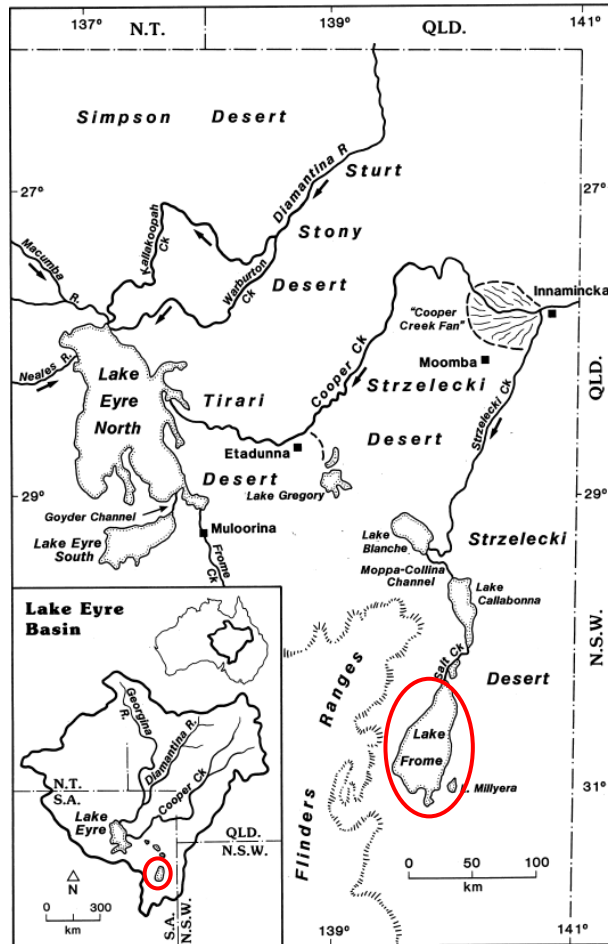 137°
N.T.
139°
QLD.
141°
Simpson Desert
Diamantina R
Sturt
27°
27°
Stony
Kallakoopah
Ck
Macumba
R.
Warburton
Ck
Desert
Innamincka
"Cooper
Creek Fan"
Moomba
QLD.
Neales R.
Lake
Eyre
North
Tirari
Cooper Ck
Strzelecki
Strzelecki Ck
Etadunna
Desert
Desert
Lake Gregory
29°
29°
Goyder Channel
Muloorina
Lake Eyre
South
Frome
Ck
Lake
Blanche
Strzelecki
Moppa-Collina
Channel
Lake
Callabonna
N.S.W.
Salt Ck
Desert
Ranges
Flinders
Lake
Frome
L. Millyera
31°
0 50 100
km
139°
141°
Lake Eyre
Basin
Georgina
R.
Diamantina R.
Cooper Ck
N.T.
S.A.
Lake
Eyre
QLD.
N.S.W.
N
0 300
km
S.A.
N.S.W.